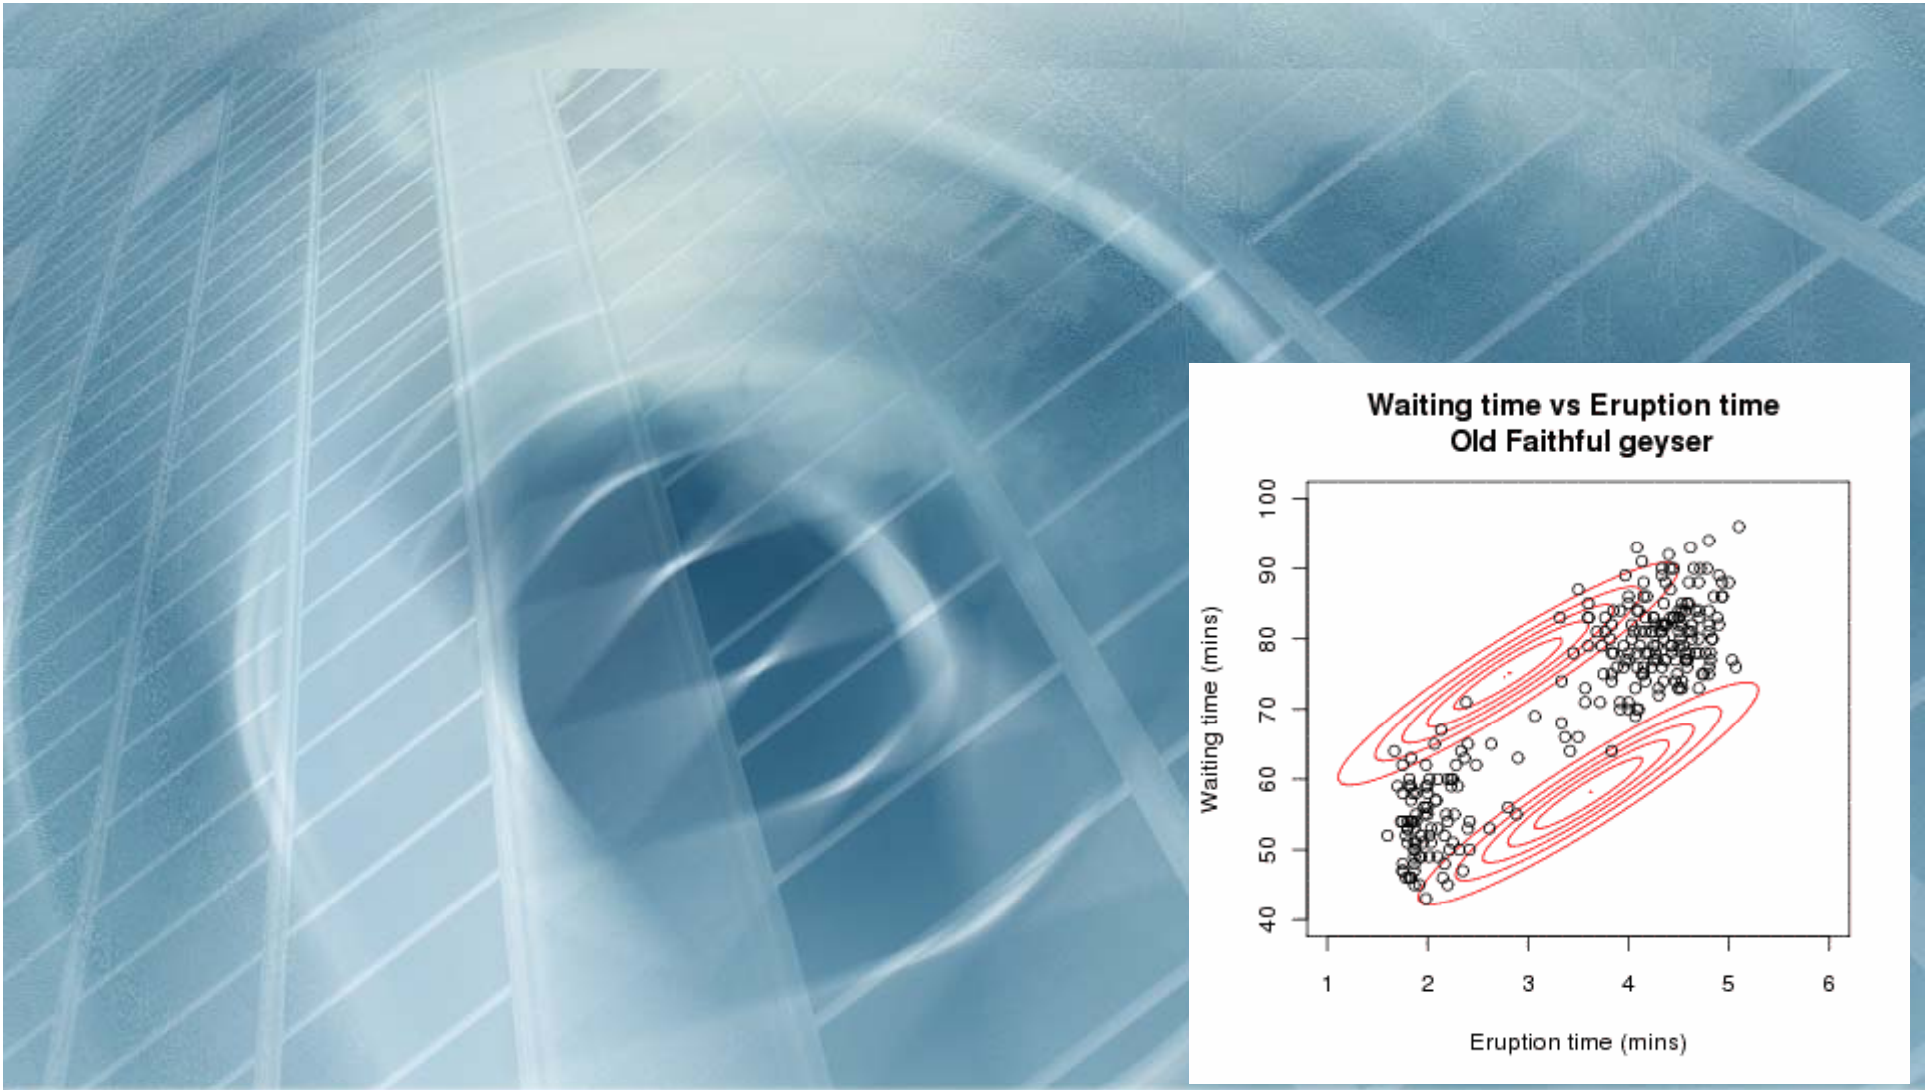 Waiting time vs Eruption time
Old Faithful geyser
Waiting time (mins)
100
90
80
70
60
50
40
1 2 3 4 5 6
Eruption time (mins)